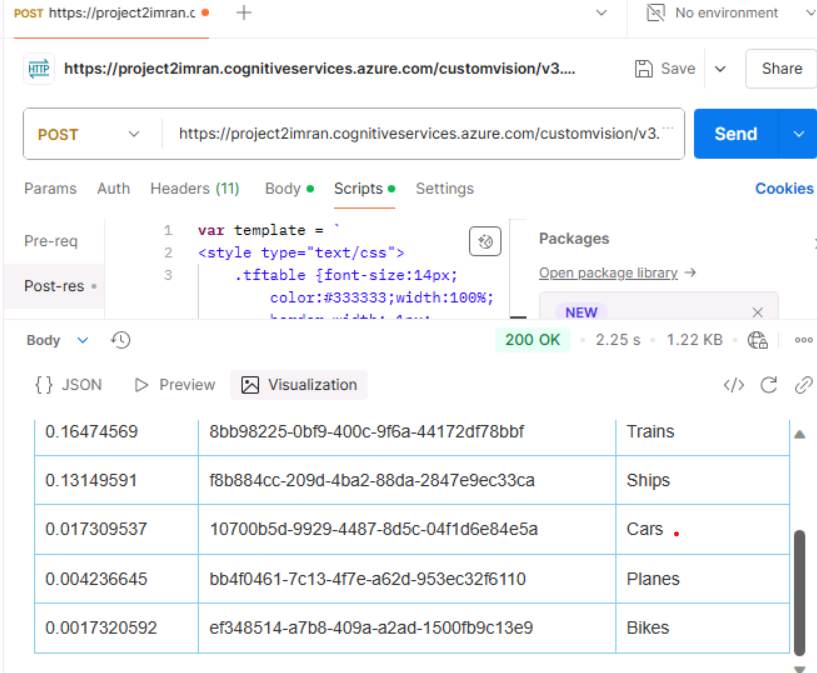 POST https://project2imran.c
No environment
HTTP https://project2imran.cognitiveservices.azure.com/customvision/v3.... Save Share
POST https://project2imran.cognitiveservices.azure.com/customvision/v3.... Send
Params Auth Headers (11) Body Scripts Settings Cookies
Pre-req
Post-res
1 var template = `
2 <style type="text/css">
3 .tftable {font-size:14px;
color:#333333;width:100%;
Packages
Open package library →
NEW
Body 200 OK 2.25 s 1.22 KB
{} JSON Preview Visualization </>
0.16474569 8bb98225-0bf9-400c-9f6a-44172df78bbf Trains
0.13149591 f8b884cc-209d-4ba2-88da-2847e9ec33ca Ships
0.017309537 10700b5d-9929-4487-8d5c-04f1d6e84e5a Cars
0.004236645 bb4f0461-7c13-4f7e-a62d-953ec32f6110 Planes
0.0017320592 ef348514-a7b8-409a-a2ad-1500fb9c13e9 Bikes